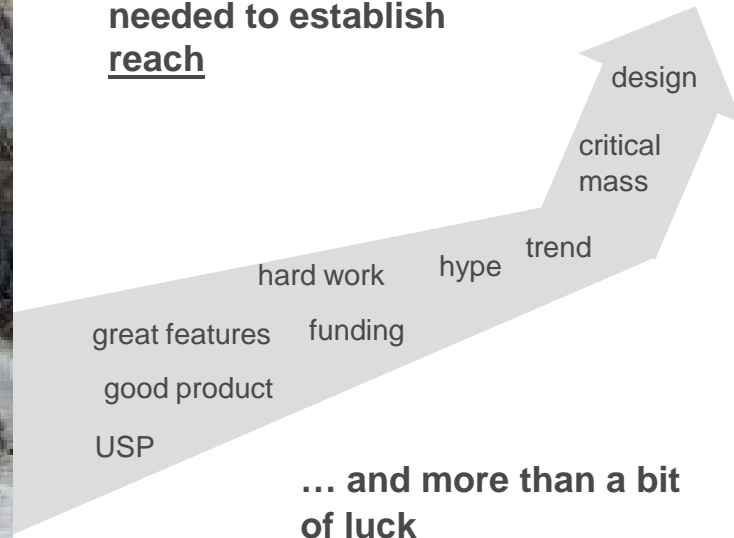 needed to establish
reach
design
critical
mass
trend
hype
hard work
funding
great features
good product
USP
… and more than a bit
of luck